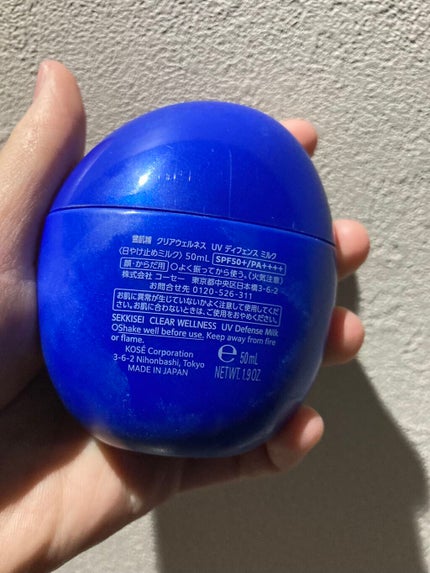 雪肌精 クリアウェルネス UV ディフェンス ミルク
〈日やけ止めミルク〉50mL SPF50+/PA++++
顔・からだ用 ○よく振ってから使う。〈火気注意〉
株式会社 コーセー 東京都中央区日本橋3-6-2
お問合せ先 0120-526-311
お肌に異常が生じていないかよく注意して使用してくだ
さい。お肌に合わないときは、ご使用をおやめください。
SEKKISEI CLEAR WELLNESS UV Defense Milk
OShake well before use. Keep away from fire
or flame.
KOSÉ Corporation
3-6-2 Nihonbashi, Tokyo
MADE IN JAPAN
e 50mL
NET WT. 1.9 OZ.